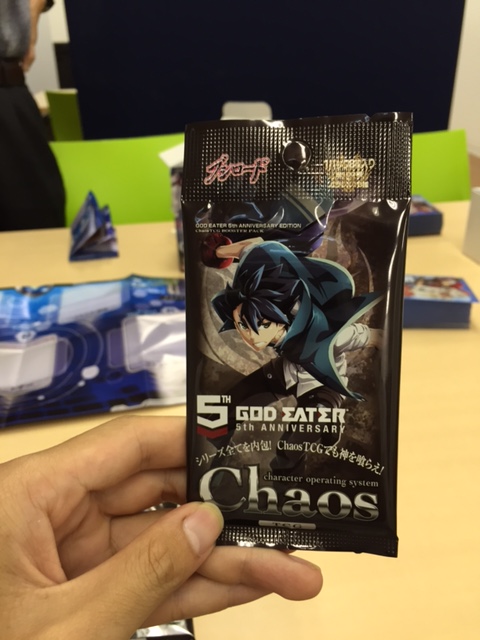 ブシロード
GOD EATER 5th ANNIVERSARY EDITION
5TH GOD EATER
5th ANNIVERSARY
シリーズ全てを内包! ChaosTCGでも神を喰らえ!
character operating system
Chaos
TCG